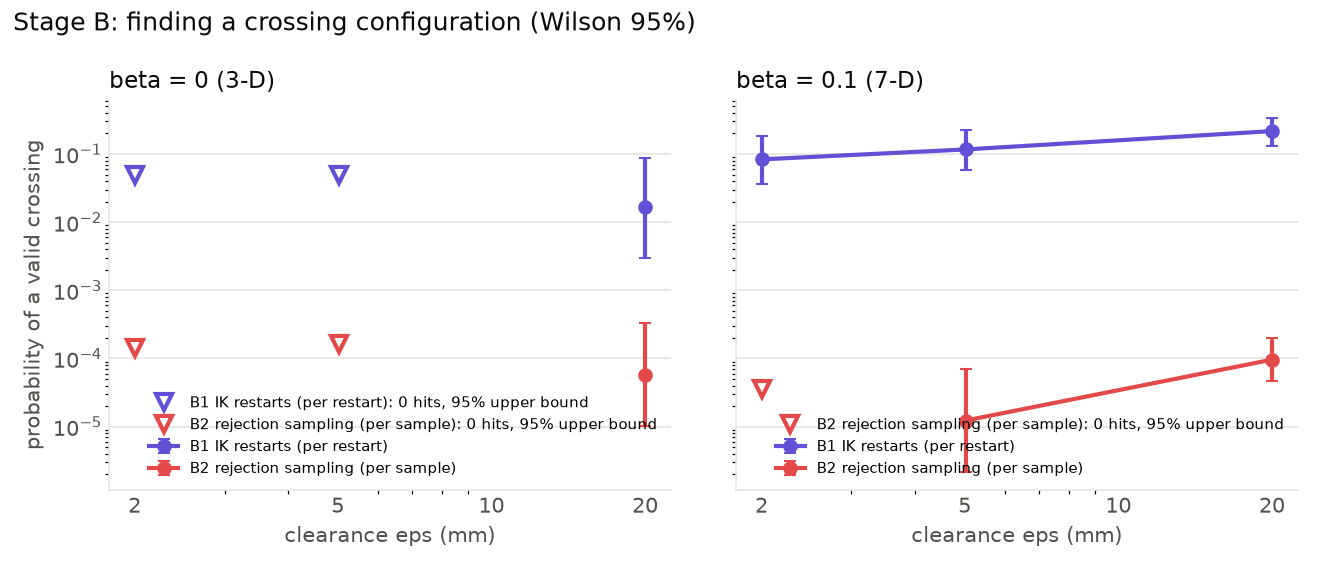 Stage B: finding a crossing configuration (Wilson 95%)
beta = 0 (3-D)
probability of a valid crossing
10⁻¹
10⁻²
10⁻³
10⁻⁴
10⁻⁵
B1 IK restarts (per restart): 0 hits, 95% upper bound
B2 rejection sampling (per sample): 0 hits, 95% upper bound
B1 IK restarts (per restart)
B2 rejection sampling (per sample)
2 5 10 20
clearance eps (mm)
beta = 0.1 (7-D)
B2 rejection sampling (per sample): 0 hits, 95% upper bound
B1 IK restarts (per restart)
B2 rejection sampling (per sample)
2 5 10 20
clearance eps (mm)